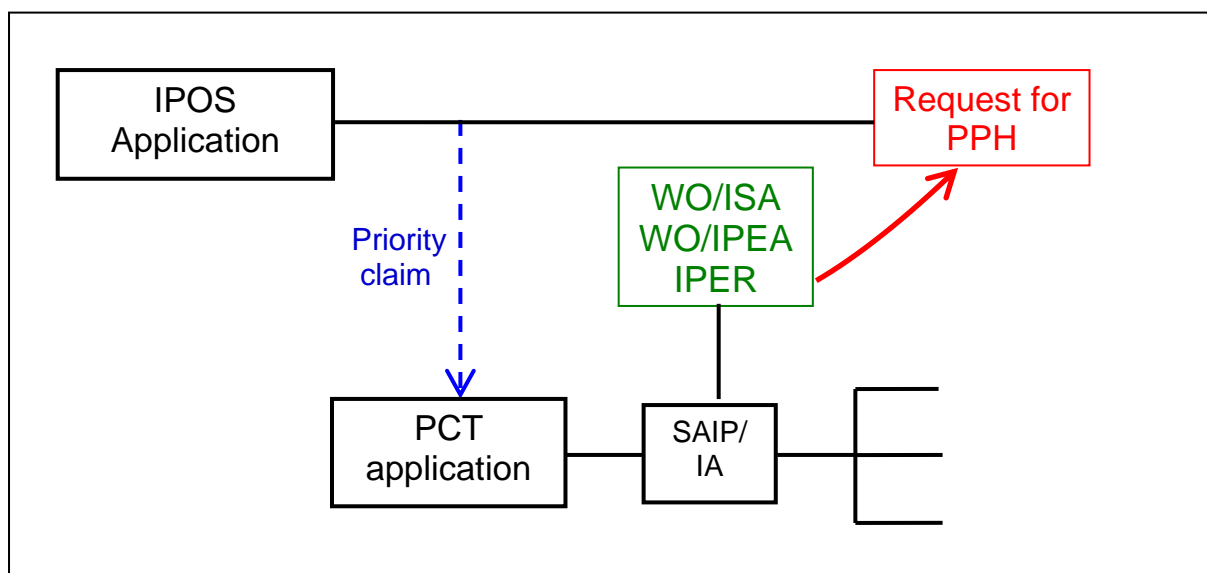 IPOS
Application
Request for
PPH
WO/ISA
WO/IPEA
IPER
Priority
claim
PCT
application
SAIP/
IA